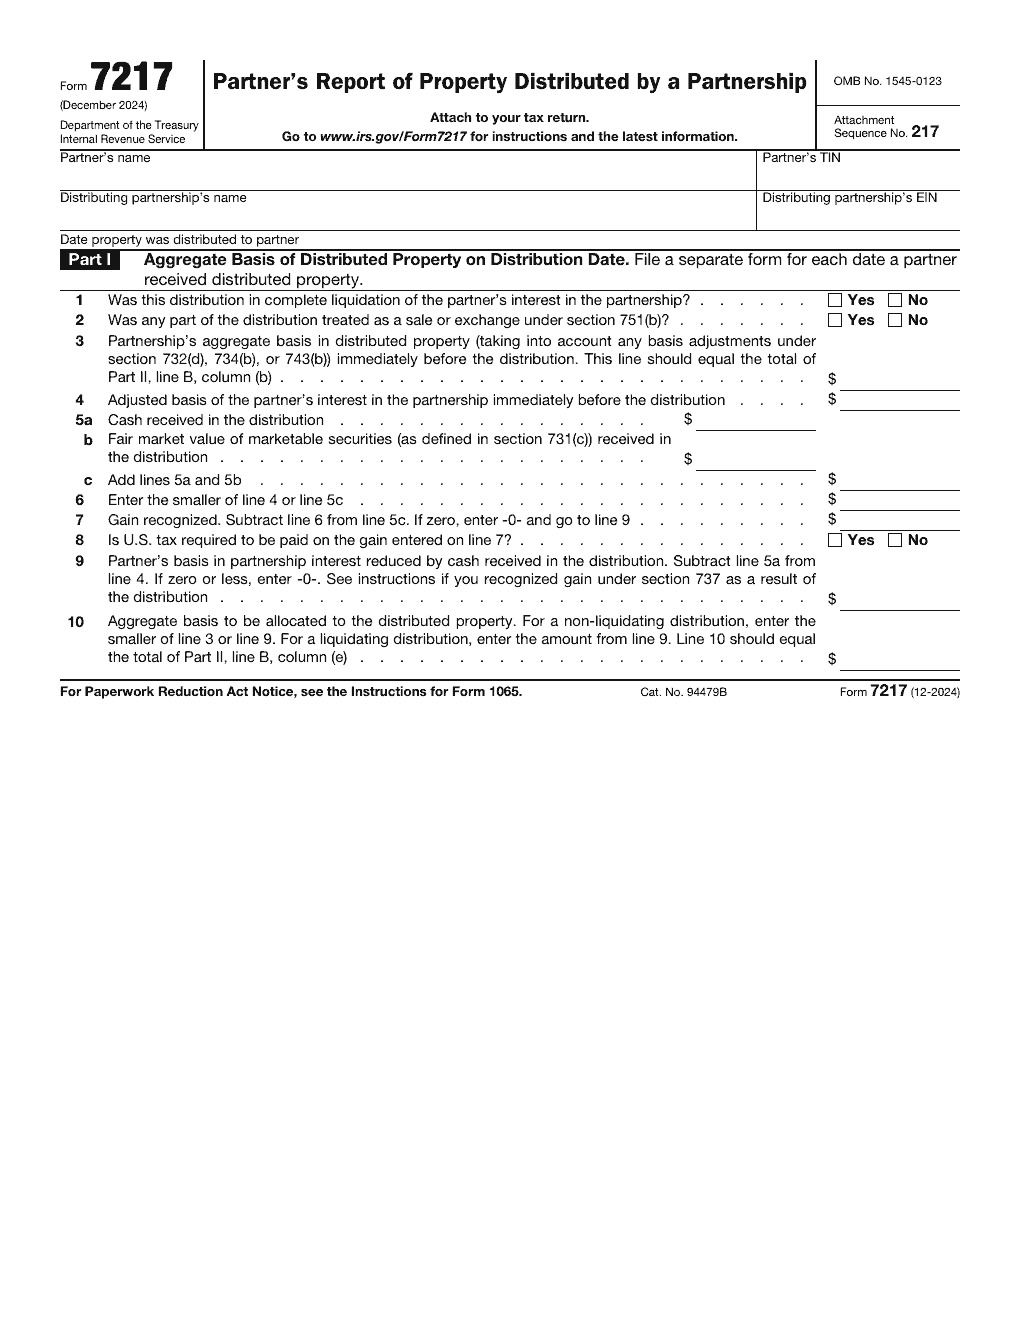 Form 7217
(December 2024)
Department of the Treasury
Internal Revenue Service
Partner's Report of Property Distributed by a Partnership
Attach to your tax return.
Go to www.irs.gov/Form7217 for instructions and the latest information.
OMB No. 1545-0123
Attachment
Sequence No. 217
Partner's name
Partner's TIN
Distributing partnership's name
Distributing partnership's EIN
Date property was distributed to partner
Part I Aggregate Basis of Distributed Property on Distribution Date. File a separate form for each date a partner
received distributed property.
1 Was this distribution in complete liquidation of the partner's interest in the partnership? . . . . . . Yes No
2 Was any part of the distribution treated as a sale or exchange under section 751(b)? . . . . . . . Yes No
3 Partnership's aggregate basis in distributed property (taking into account any basis adjustments under
section 732(d), 734(b), or 743(b)) immediately before the distribution. This line should equal the total of
Part II, line B, column (b) . . . . . . . . . . . . . . . . . . . . . . . . . . . $
4 Adjusted basis of the partner's interest in the partnership immediately before the distribution . . . . $
5a Cash received in the distribution . . . . . . . . . . . . . . . . $
b Fair market value of marketable securities (as defined in section 731(c)) received in
the distribution . . . . . . . . . . . . . . . . . . . . . . $
c Add lines 5a and 5b . . . . . . . . . . . . . . . . . . . . . . . . . . . . $
6 Enter the smaller of line 4 or line 5c . . . . . . . . . . . . . . . . . . . . . . . $
7 Gain recognized. Subtract line 6 from line 5c. If zero, enter -0- and go to line 9 . . . . . . . . . $
8 Is U.S. tax required to be paid on the gain entered on line 7? . . . . . . . . . . . . . . . Yes No
9 Partner's basis in partnership interest reduced by cash received in the distribution. Subtract line 5a from
line 4. If zero or less, enter -0-. See instructions if you recognized gain under section 737 as a result of
the distribution . . . . . . . . . . . . . . . . . . . . . . . . . . . . . . $
10 Aggregate basis to be allocated to the distributed property. For a non-liquidating distribution, enter the
smaller of line 3 or line 9. For a liquidating distribution, enter the amount from line 9. Line 10 should equal
the total of Part II, line B, column (e) . . . . . . . . . . . . . . . . . . . . . . . $
For Paperwork Reduction Act Notice, see the Instructions for Form 1065. Cat. No. 94479B Form 7217 (12-2024)